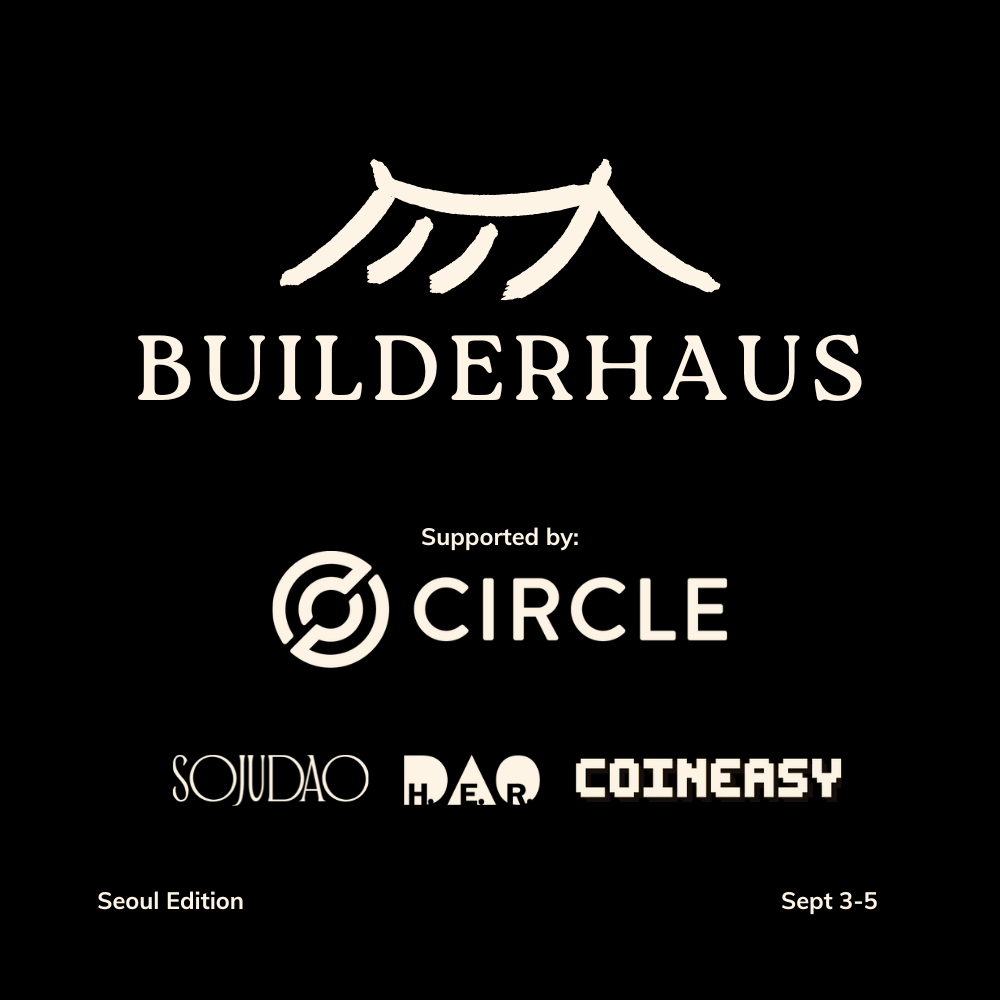 BUILDERHAUS
Supported by:
CIRCLE
SOJUDAO
DAO
H.E.R.
COINEASY
Seoul Edition
Sept 3-5